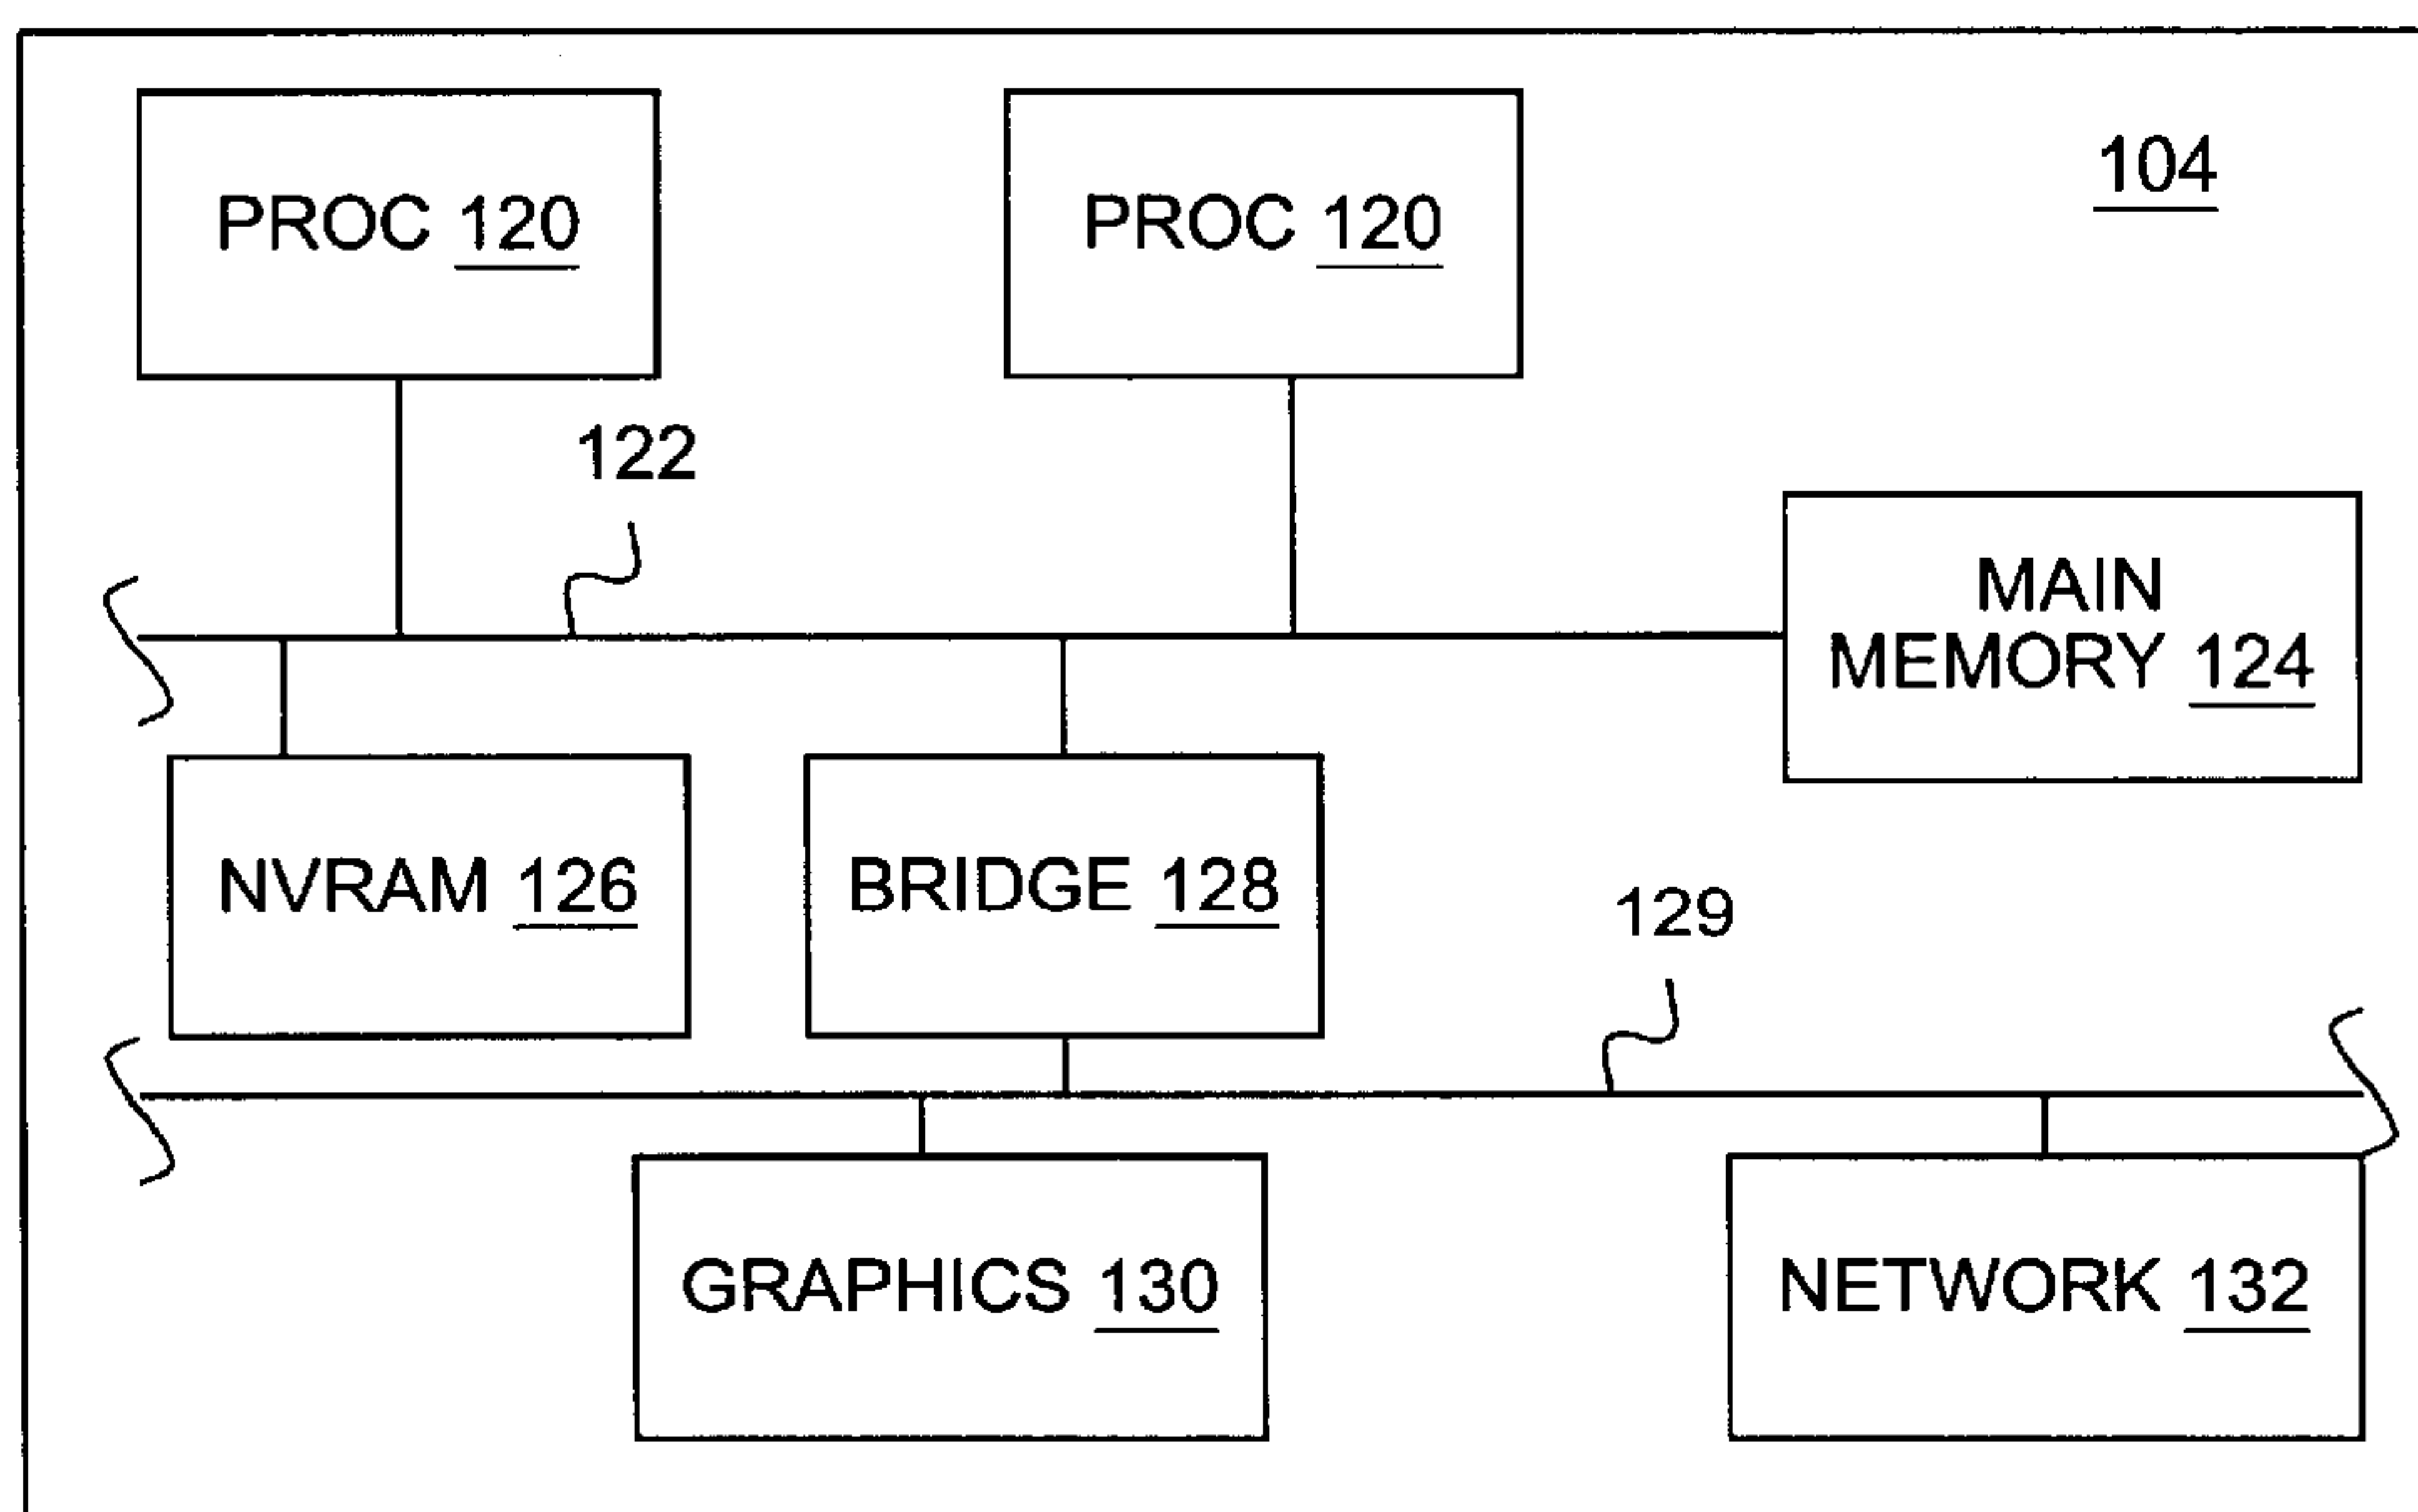 PROC 120
PROC 120
104
122
MAIN
MEMORY 124
NVRAM 126
BRIDGE 128
129
GRAPHICS 130
NETWORK 132